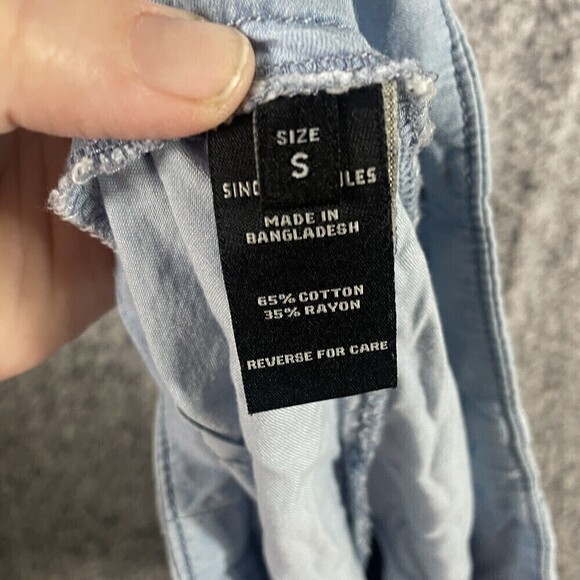 SIZE
S
MADE IN
BANGLADESH
65% COTTON
35% RAYON
REVERSE FOR CARE